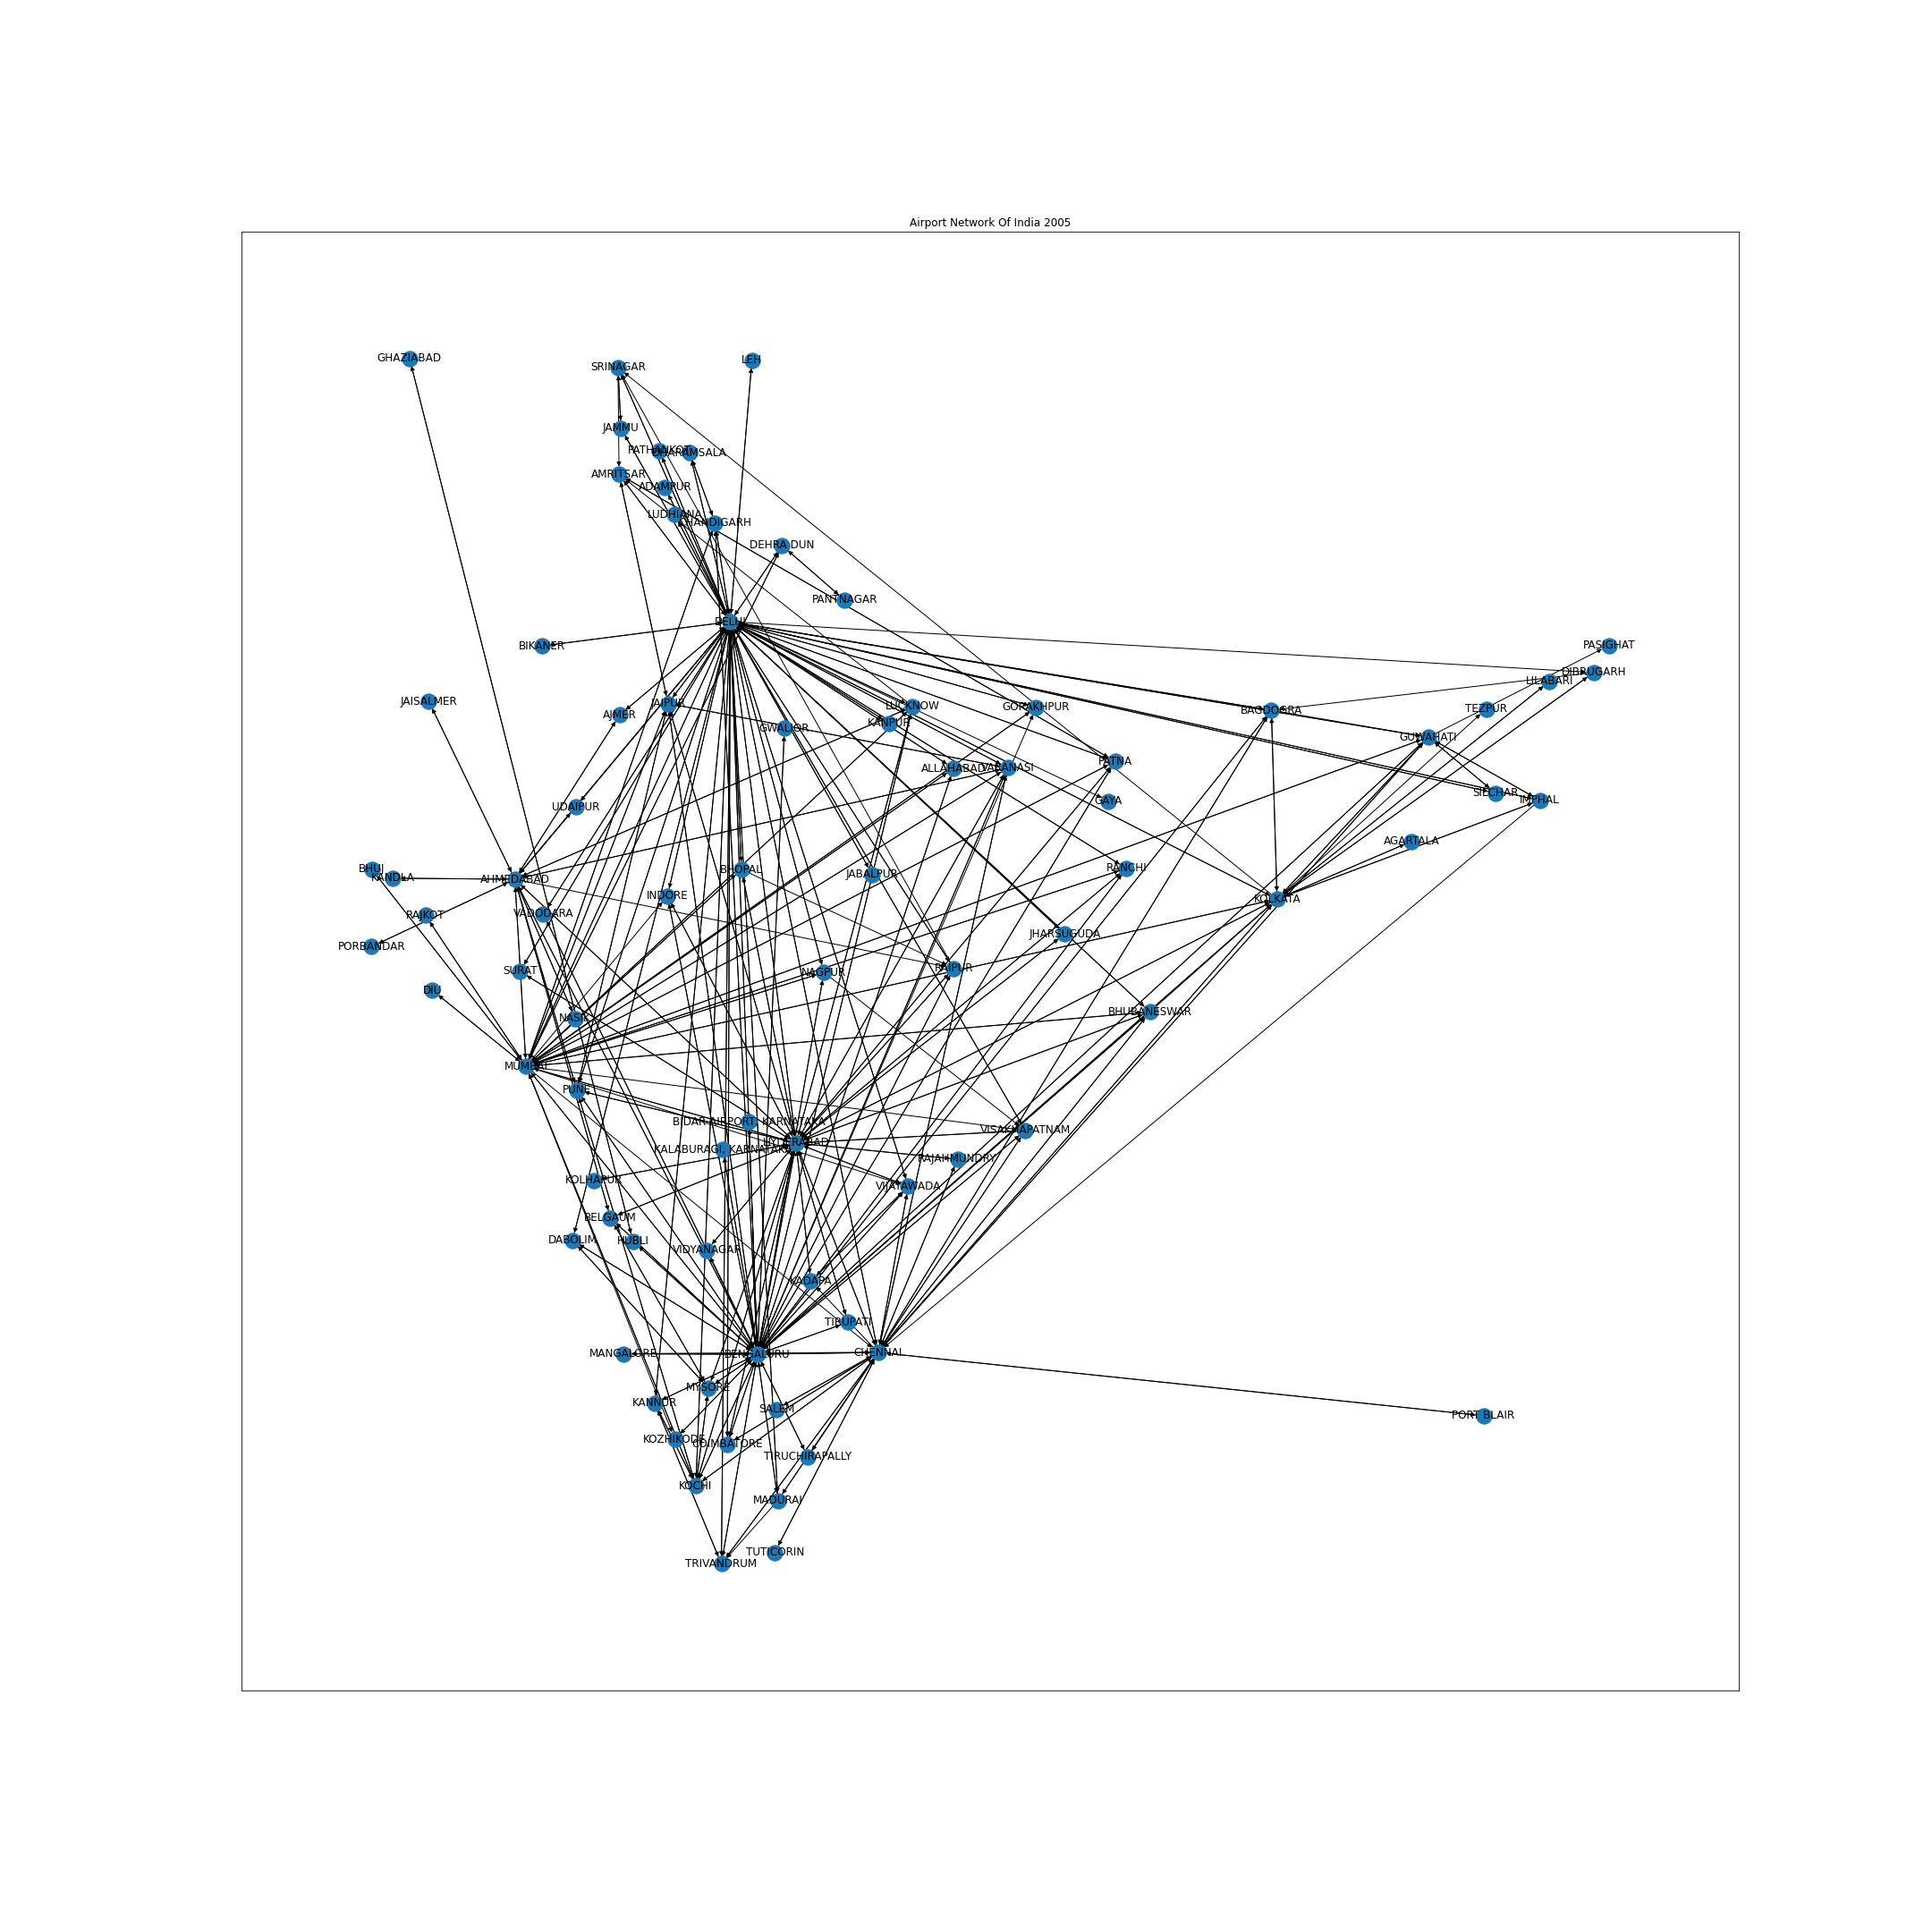 Airport Network Of India 2005
GHAZIABAD
SRINAGAR
LEH
JAMMU
PATHANKOT
DHARAMSALA
AMRITSAR
ADAMPUR
LUDHIANA
CHANDIGARH
DEHRA DUN
PANTNAGAR
DELHI
BIKANER
PASIGHAT
DIBRUGARH
LILABARI
JAISALMER
JAIPUR
AJMER
LUCKNOW
GORAKHPUR
BAGDOGRA
TEZPUR
KANPUR
GWALIOR
GUWAHATI
ALLAHABAD
VARANASI
PATNA
SILCHAR
IMPHAL
GAYA
UDAIPUR
AGARTALA
BHUJ
KANDLA
AHMEDABAD
BHOPAL
JABALPUR
RANCHI
INDORE
KOLKATA
RAJKOT
VADODARA
JHARSUGUDA
PORBANDAR
SURAT
NAGPUR
RAIPUR
DIU
NASIK
BHUBANESWAR
MUMBAI
PUNE
BIDAR AIRPORT, KARNATAKA
VISAKHAPATNAM
HYDERABAD
KALABURAGI, KARNATAKA
RAJAHMUNDRY
KOLHAPUR
VIJAYAWADA
BELGAUM
DABOLIM
HUBLI
VIDYANAGAR
KADAPA
TIRUPATI
MANGALORE
BENGALURU
CHENNAI
MYSORE
KANNUR
SALEM
PORT BLAIR
KOZHIKODE
COIMBATORE
TIRUCHIRAPALLY
KOCHI
MADURAI
TUTICORIN
TRIVANDRUM